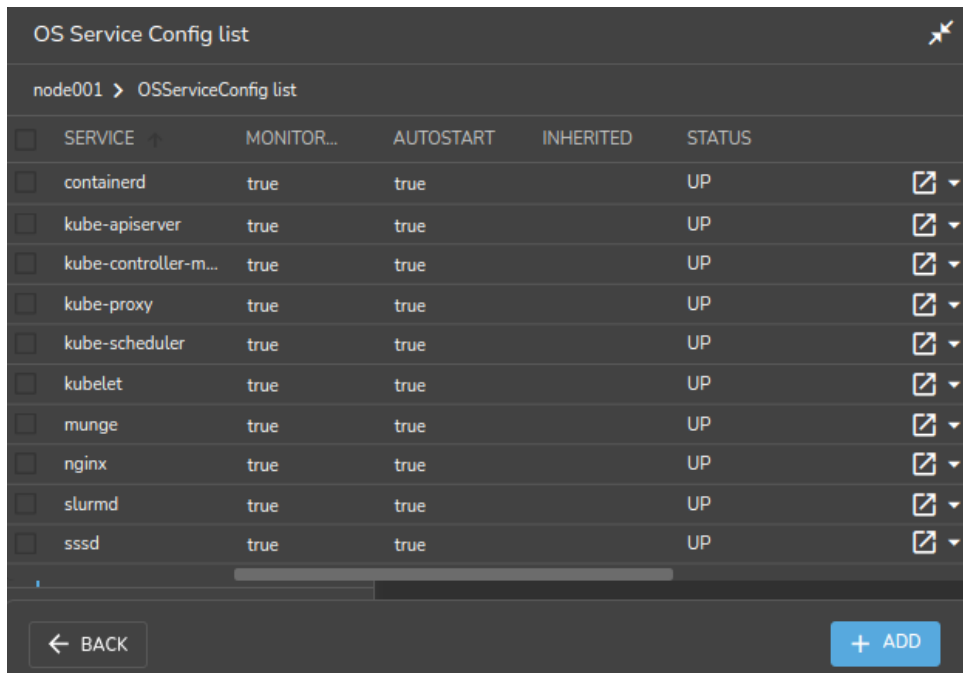 OS Service Config list
node001 > OSServiceConfig list
SERVICE MONITOR... AUTOSTART INHERITED STATUS
containerd true true UP
kube-apiserver true true UP
kube-controller-m... true true UP
kube-proxy true true UP
kube-scheduler true true UP
kubelet true true UP
munge true true UP
nginx true true UP
slurmd true true UP
sssd true true UP
← BACK + ADD